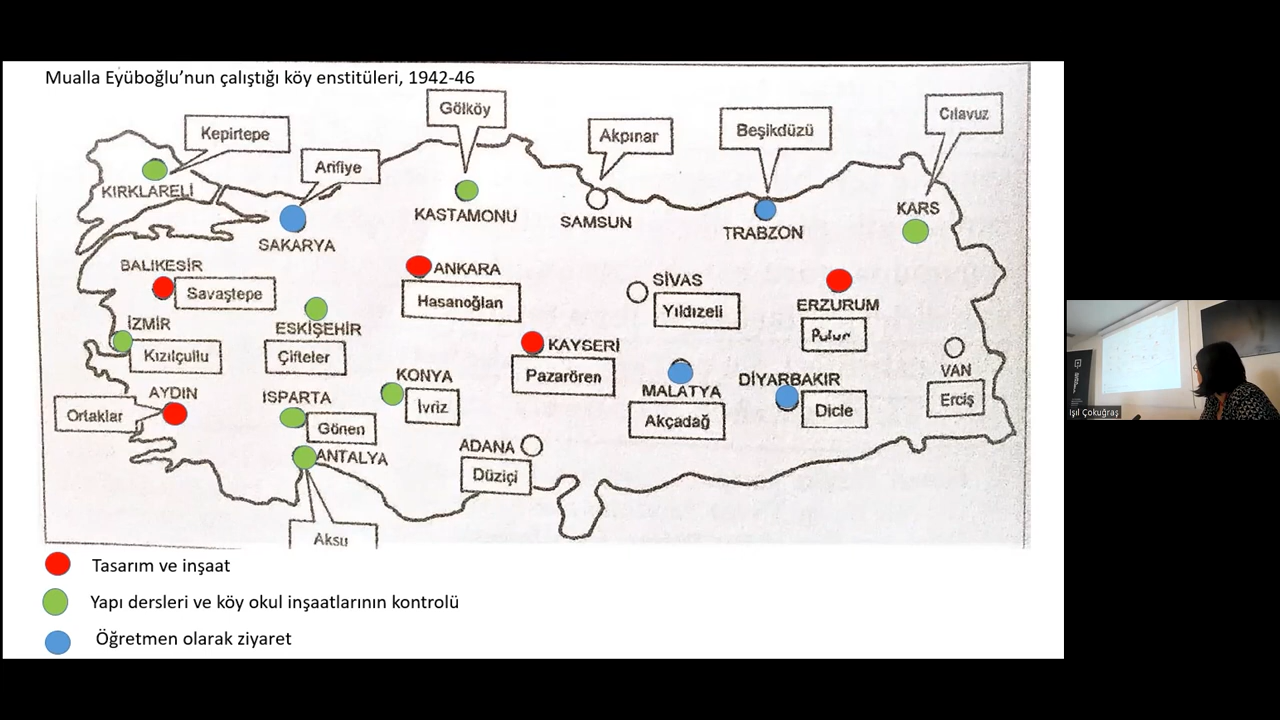 Mualla Eyüboğlu'nun çalıştığı köy enstitüleri, 1942-46
Gölköy
Kepirtepe
Akpınar
Beşikdüzü
Cılavuz
Arifiye
KIRKLARELİ
KASTAMONU
SAMSUN
TRABZON
KARS
SAKARYA
BALIKESİR
Savaştepe
ANKARA
Hasanoğlan
SİVAS
Yıldızeli
ERZURUM
Pulur
İZMİR
Kızılçullu
ESKİŞEHİR
Çifteler
KAYSERİ
Pazarören
VAN
Erciş
AYDIN
Ortaklar
ISPARTA
Gönen
KONYA
İvriz
MALATYA
Akçadağ
DİYARBAKIR
Dicle
ANTALYA
Aksu
ADANA
Düziçi
Tasarım ve inşaat
Yapı dersleri ve köy okul inşaatlarının kontrolü
Öğretmen olarak ziyaret
Işıl Çokuğraş